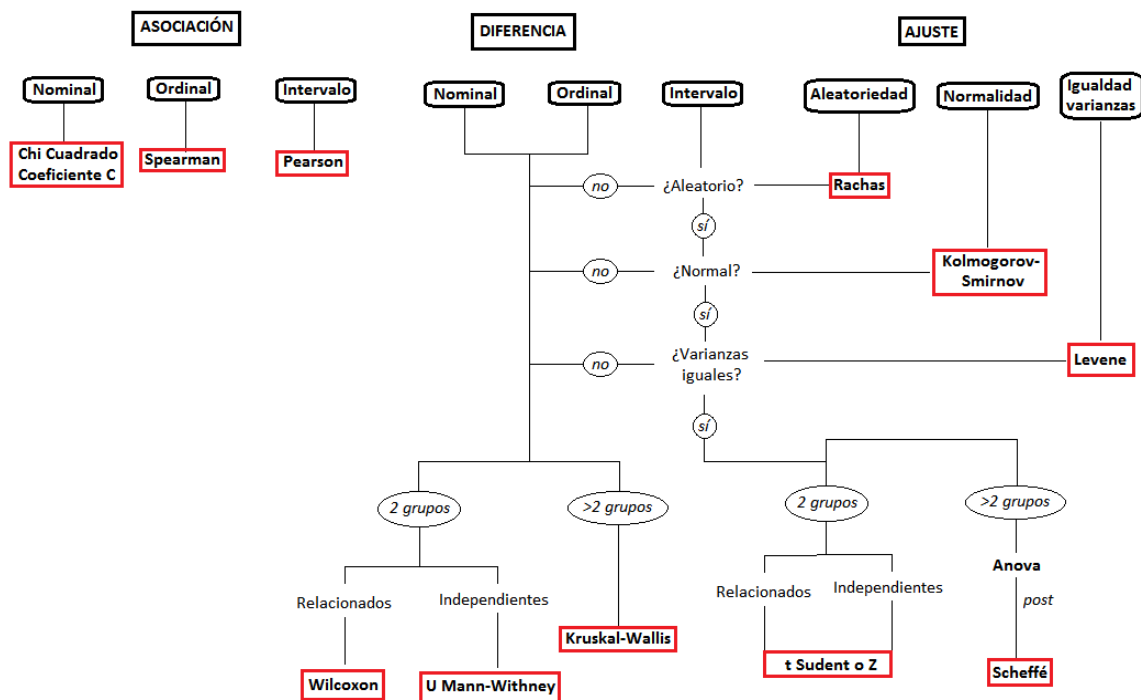 ASOCIACIÓN
DIFERENCIA
AJUSTE
Nominal
Ordinal
Intervalo
Nominal
Ordinal
Intervalo
Aleatoriedad
Normalidad
Igualdad
varianzas
Chi Cuadrado
Coeficiente C
Spearman
Pearson
no
¿Aleatorio?
Rachas
sí
no
¿Normal?
Kolmogorov-
Smirnov
sí
no
¿Varianzas
iguales?
Levene
sí
2 grupos
>2 grupos
2 grupos
>2 grupos
Relacionados
Independientes
Relacionados
Independientes
Anova
post
Kruskal-Wallis
Wilcoxon
U Mann-Withney
t Sudent o Z
Scheffé